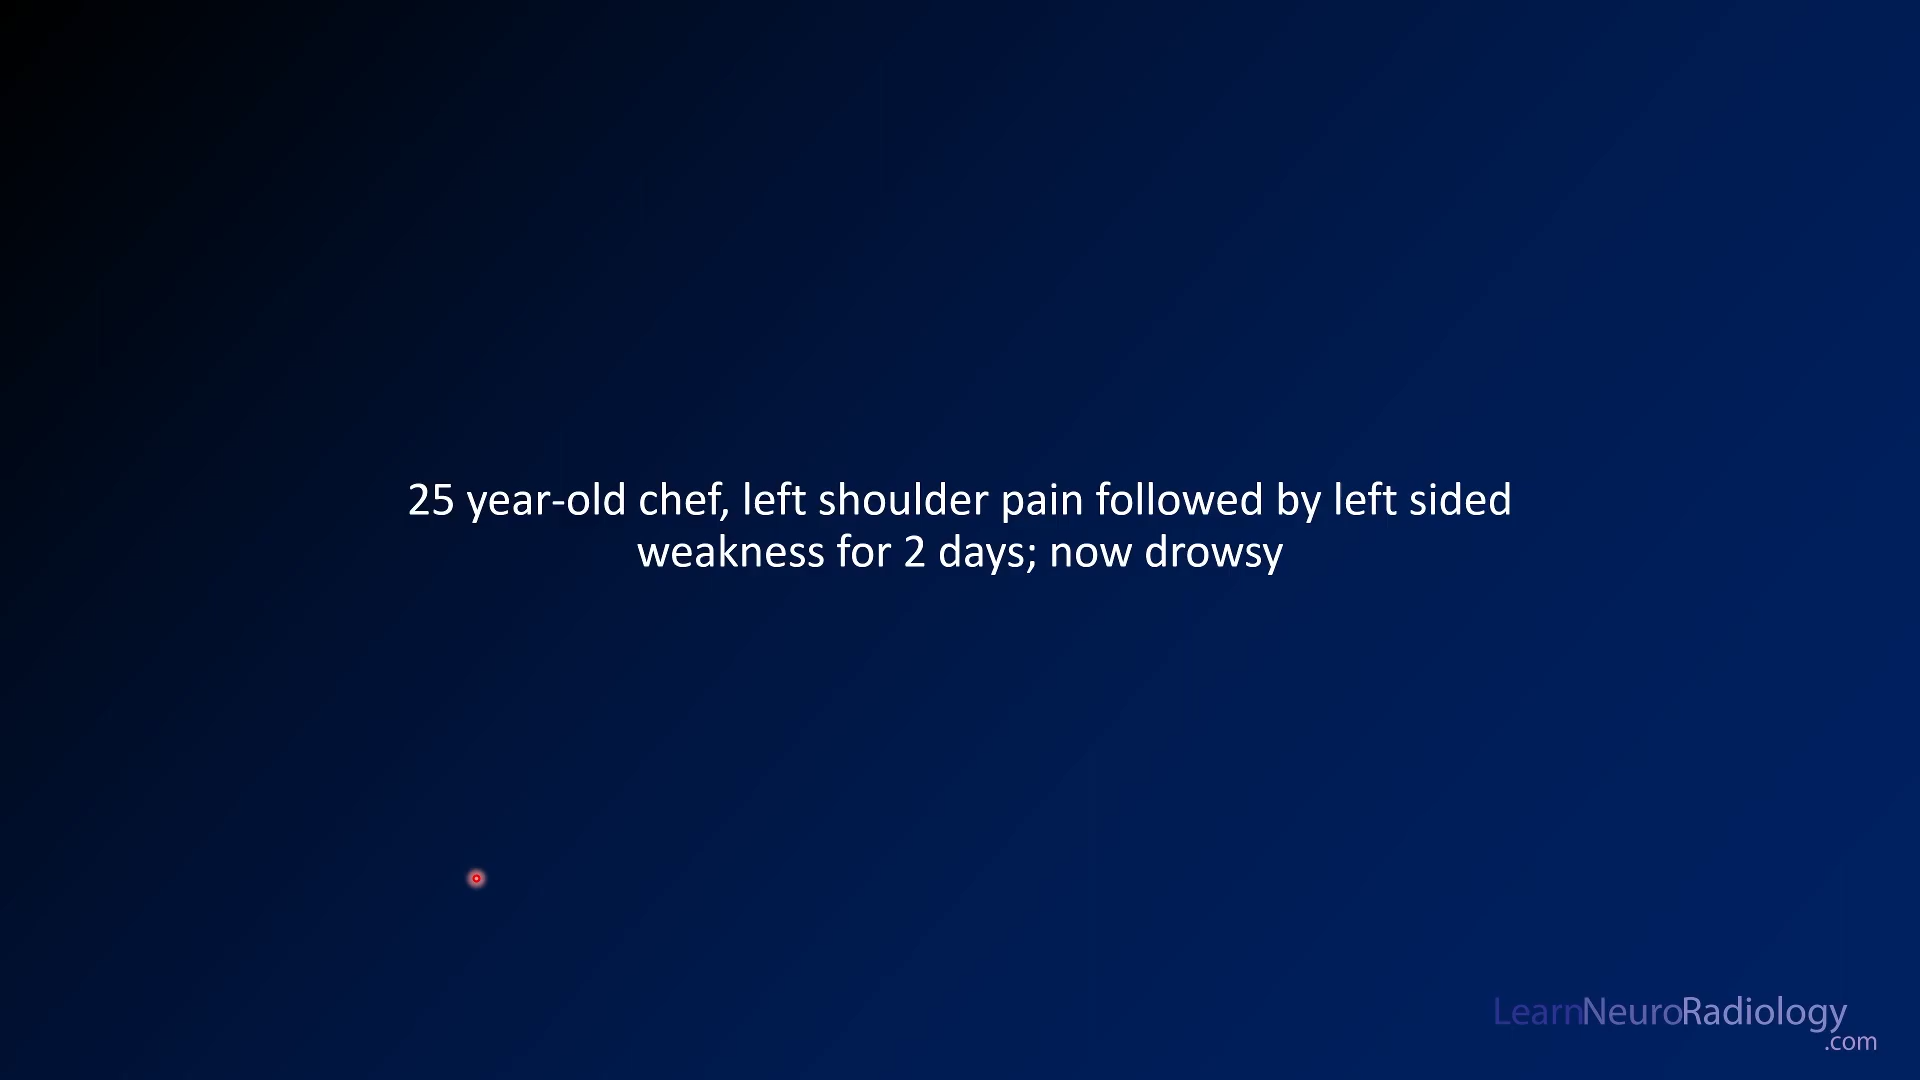 25 year-old chef, left shoulder pain followed by left sided
weakness for 2 days; now drowsy
LearnNeuroRadiology
.com